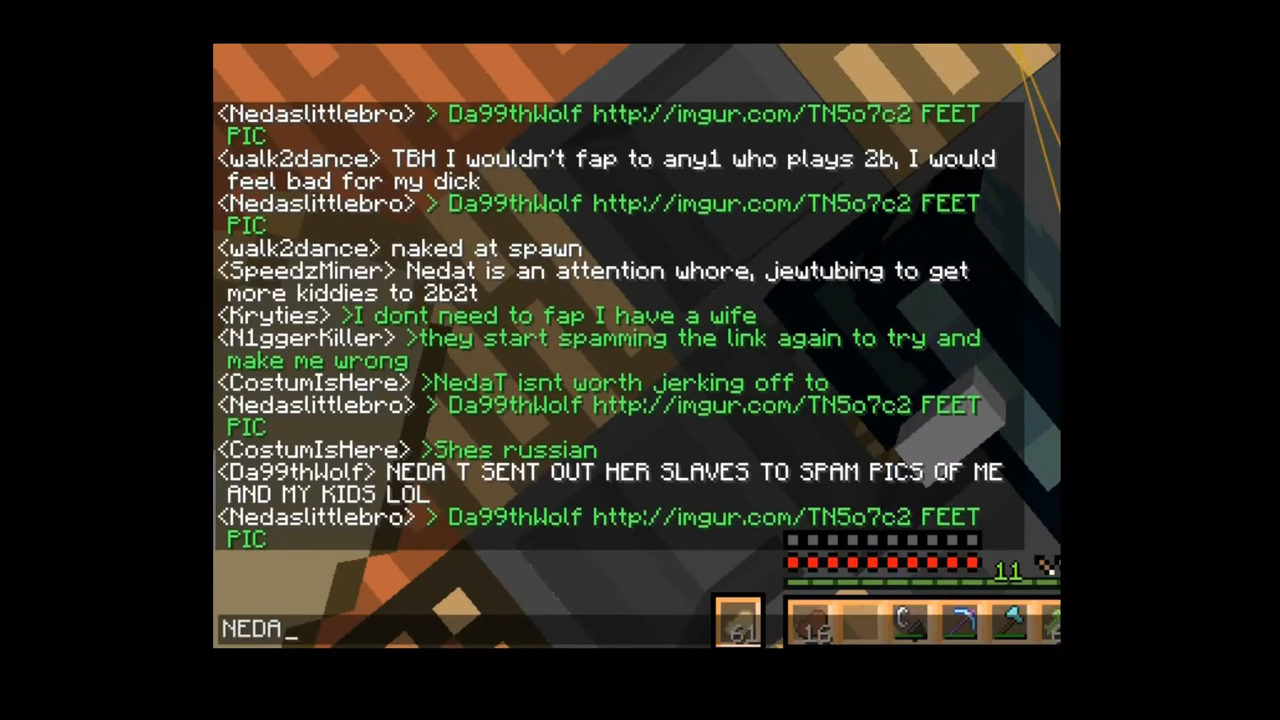 <Nedaslittlebro> > Da99thWolf http://imgur.com/TN5o7c2 FEET
PIC
<walk2dance> TBH I wouldn't fap to any1 who plays 2b, I would
feel bad for my dick
<Nedaslittlebro> > Da99thWolf http://imgur.com/TN5o7c2 FEET
PIC
<walk2dance> naked at spawn
<SpeedzMiner> Nedat is an attention whore, jewtubing to get
more kiddies to 2b2t
<Kryties> >I dont need to fap I have a wife
<N1ggerKiller> >they start spamming the link again to try and
make me wrong
<CostumIsHere> >NedaT isnt worth jerking off to
<Nedaslittlebro> > Da99thWolf http://imgur.com/TN5o7c2 FEET
PIC
<CostumIsHere> >Shes russian
<Da99thWolf> NEDA T SENT OUT HER SLAVES TO SPAM PICS OF ME
AND MY KIDS LOL
<Nedaslittlebro> > Da99thWolf http://imgur.com/TN5o7c2 FEET
PIC
11
NEDA_
61 16